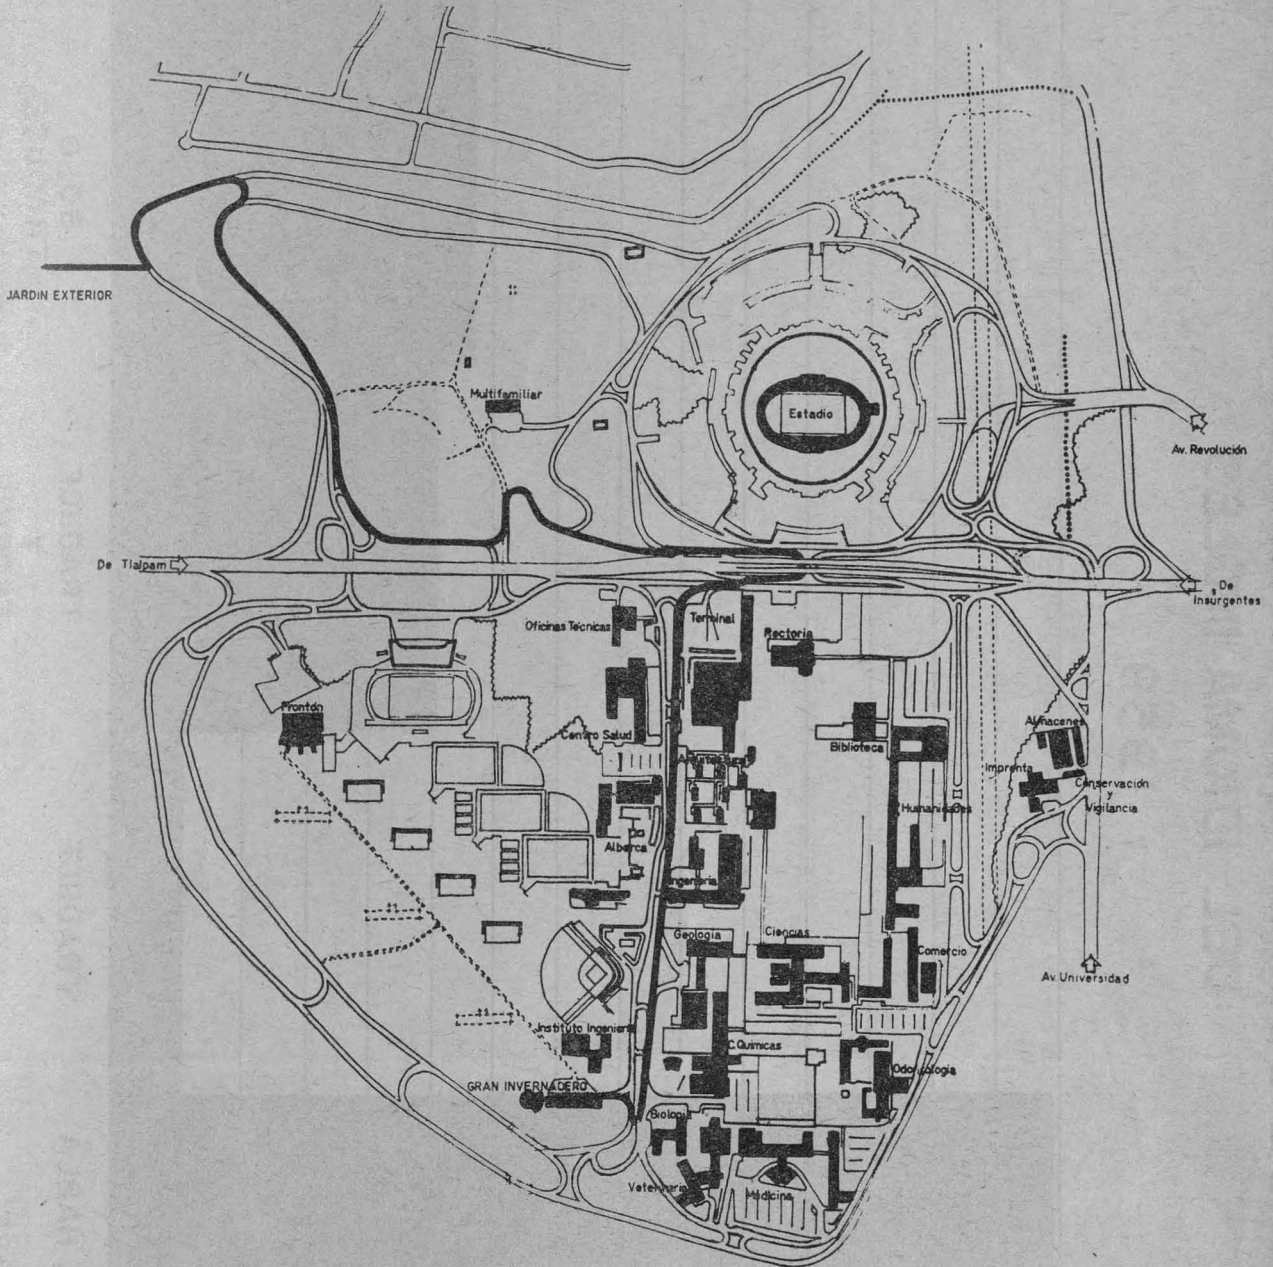 JARDIN EXTERIOR
Multifamiliar
Estadio
Av. Revolución
De Tlalpam
De
Insurgentes
Oficinas Técnicas
Terminal
Rectoria
Frontón
Centro Salud
Biblioteca
Almacenes
Imprenta
Conservación
y
Vigilancia
Humanidades
Alberca
Ingenieria
Geologia
Ciencias
Comercio
Av. Universidad
Instituto Ingenieria
C. Quimicas
Odontologia
GRAN INVERNADERO
Biologia
Veterinaria
Medicina